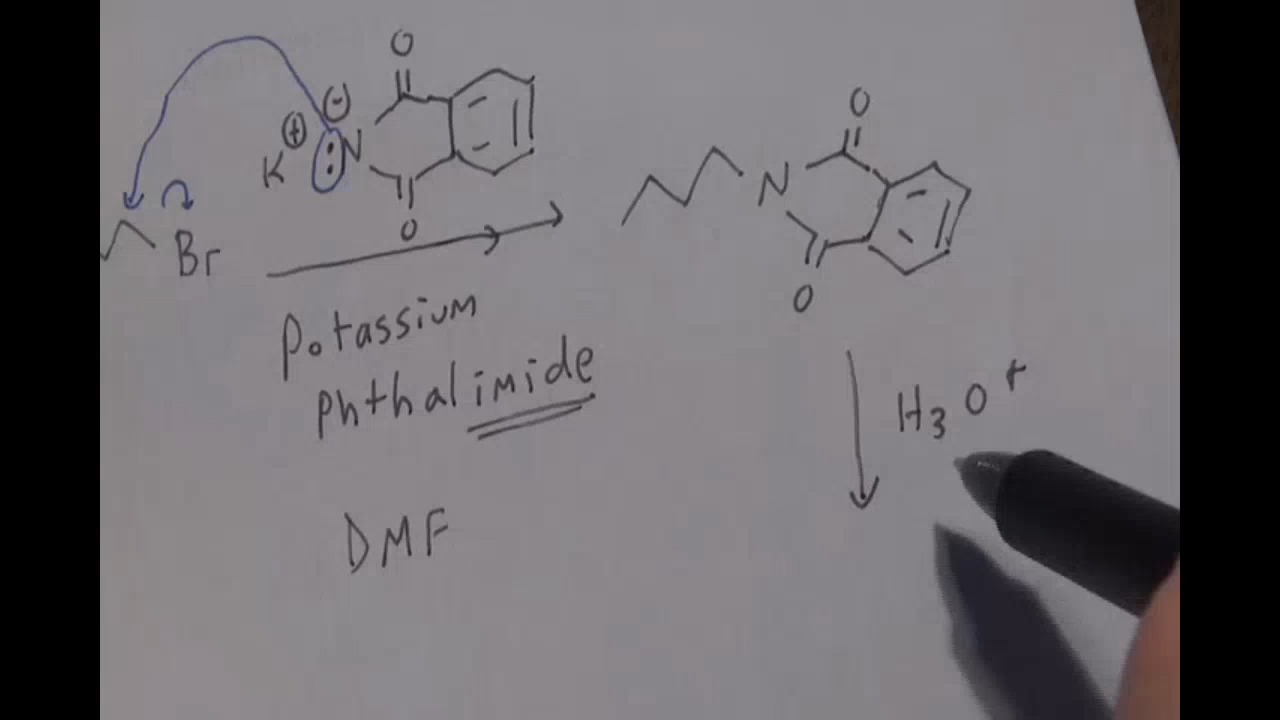 O
O
K⊕
⊖
:N
N
O
O
Br
Potassium
Phthalimide
H3O+
DMF